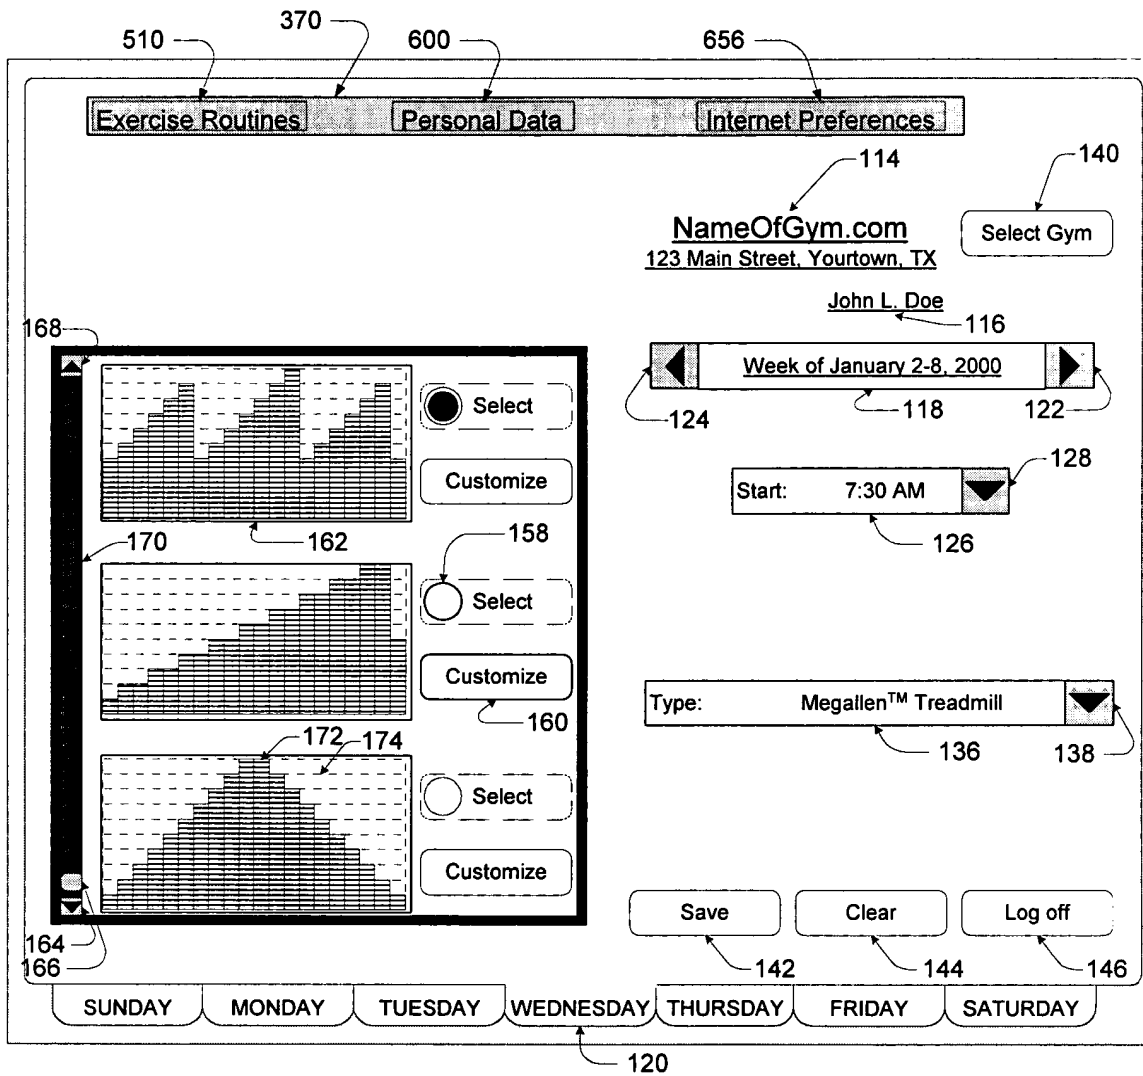 370
510 600 656
Exercise Routines Personal Data Internet Preferences
114 140
NameOfGym.com Select Gym
123 Main Street, Yourtown, TX
John L. Doe
116
168
Week of January 2-8, 2000
124 118 122
Select
Customize
128
Start: 7:30 AM
126
162 158
170
Select
Customize
160
Type: Megallen™ Treadmill
136 138
172 174
Select
Customize
Save Clear Log off
164
166 142 144 146
SUNDAY MONDAY TUESDAY WEDNESDAY THURSDAY FRIDAY SATURDAY
120